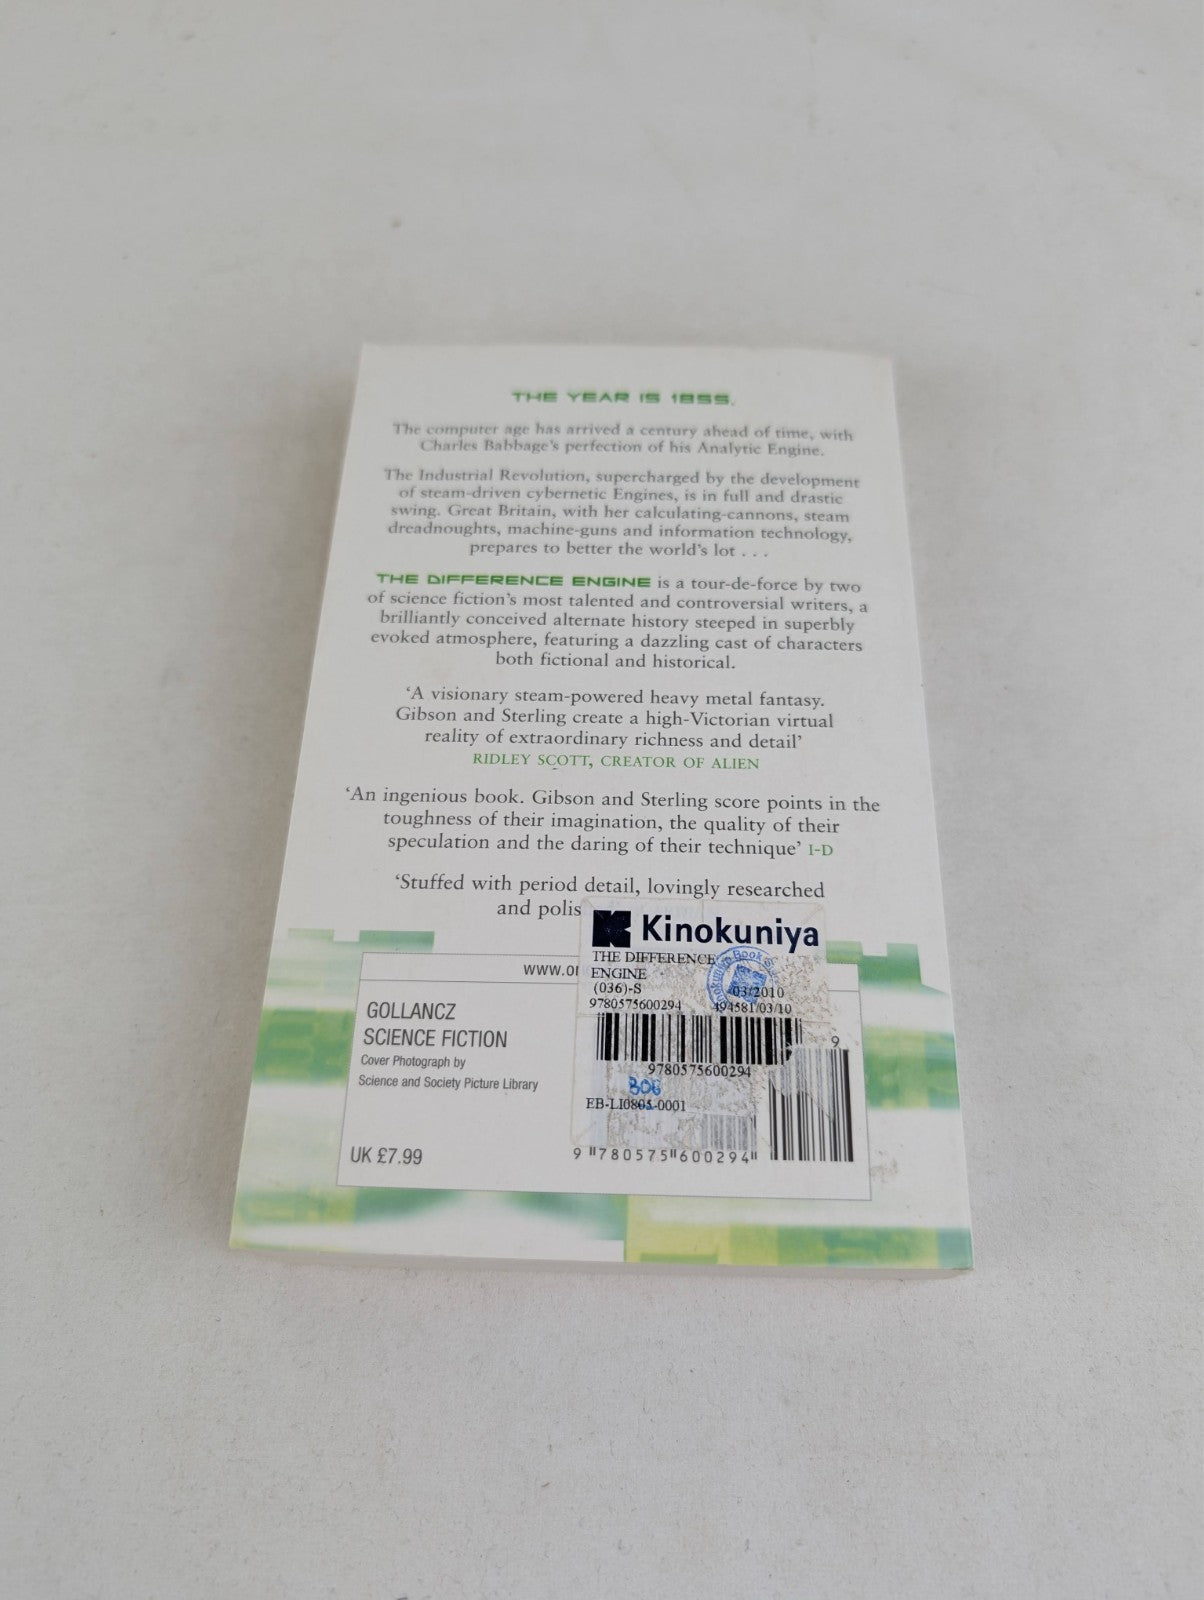 THE YEAR IS 1855.
The computer age has arrived a century ahead of time, with
Charles Babbage's perfection of his Analytic Engine.
The Industrial Revolution, supercharged by the development
of steam-driven cybernetic Engines, is in full and drastic
swing. Great Britain, with her calculating-cannons, steam
dreadnoughts, machine-guns and information technology,
prepares to better the world's lot . . .
THE DIFFERENCE ENGINE is a tour-de-force by two
of science fiction's most talented and controversial writers, a
brilliantly conceived alternate history steeped in superbly
evoked atmosphere, featuring a dazzling cast of characters
both fictional and historical.
‘A visionary steam-powered heavy metal fantasy.
Gibson and Sterling create a high-Victorian virtual
reality of extraordinary richness and detail’
RIDLEY SCOTT, CREATOR OF ALIEN
‘An ingenious book. Gibson and Sterling score points in the
toughness of their imagination, the quality of their
speculation and the daring of their technique’ I-D
‘Stuffed with period detail, lovingly researched
and polis
Kinokuniya
THE DIFFERENCE
ENGINE
(036)-S
03/2010
9780575600294 494581/03/10
9780575600294
BOG
EB-LI0805-0001
www.or
GOLLANCZ
SCIENCE FICTION
Cover Photograph by
Science and Society Picture Library
UK £7.99
9
9 780575 600294